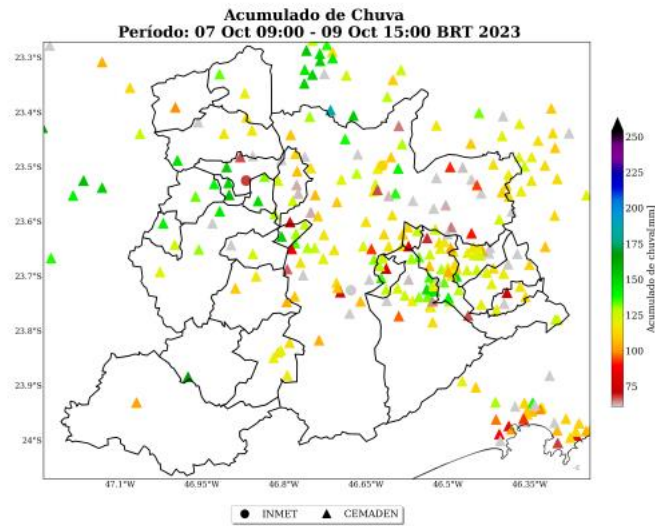 Acumulado de Chuva
Período: 07 Oct 09:00 - 09 Oct 15:00 BRT 2023
23.3°S
23.4°S
23.5°S
23.6°S
23.7°S
23.8°S
23.9°S
24°S
47.1°W
46.95°W
46.8°W
46.65°W
46.5°W
46.35°W
250
225
200
175
150
125
100
75
Acumulado de chuva[mm]
INMET
CEMADEN